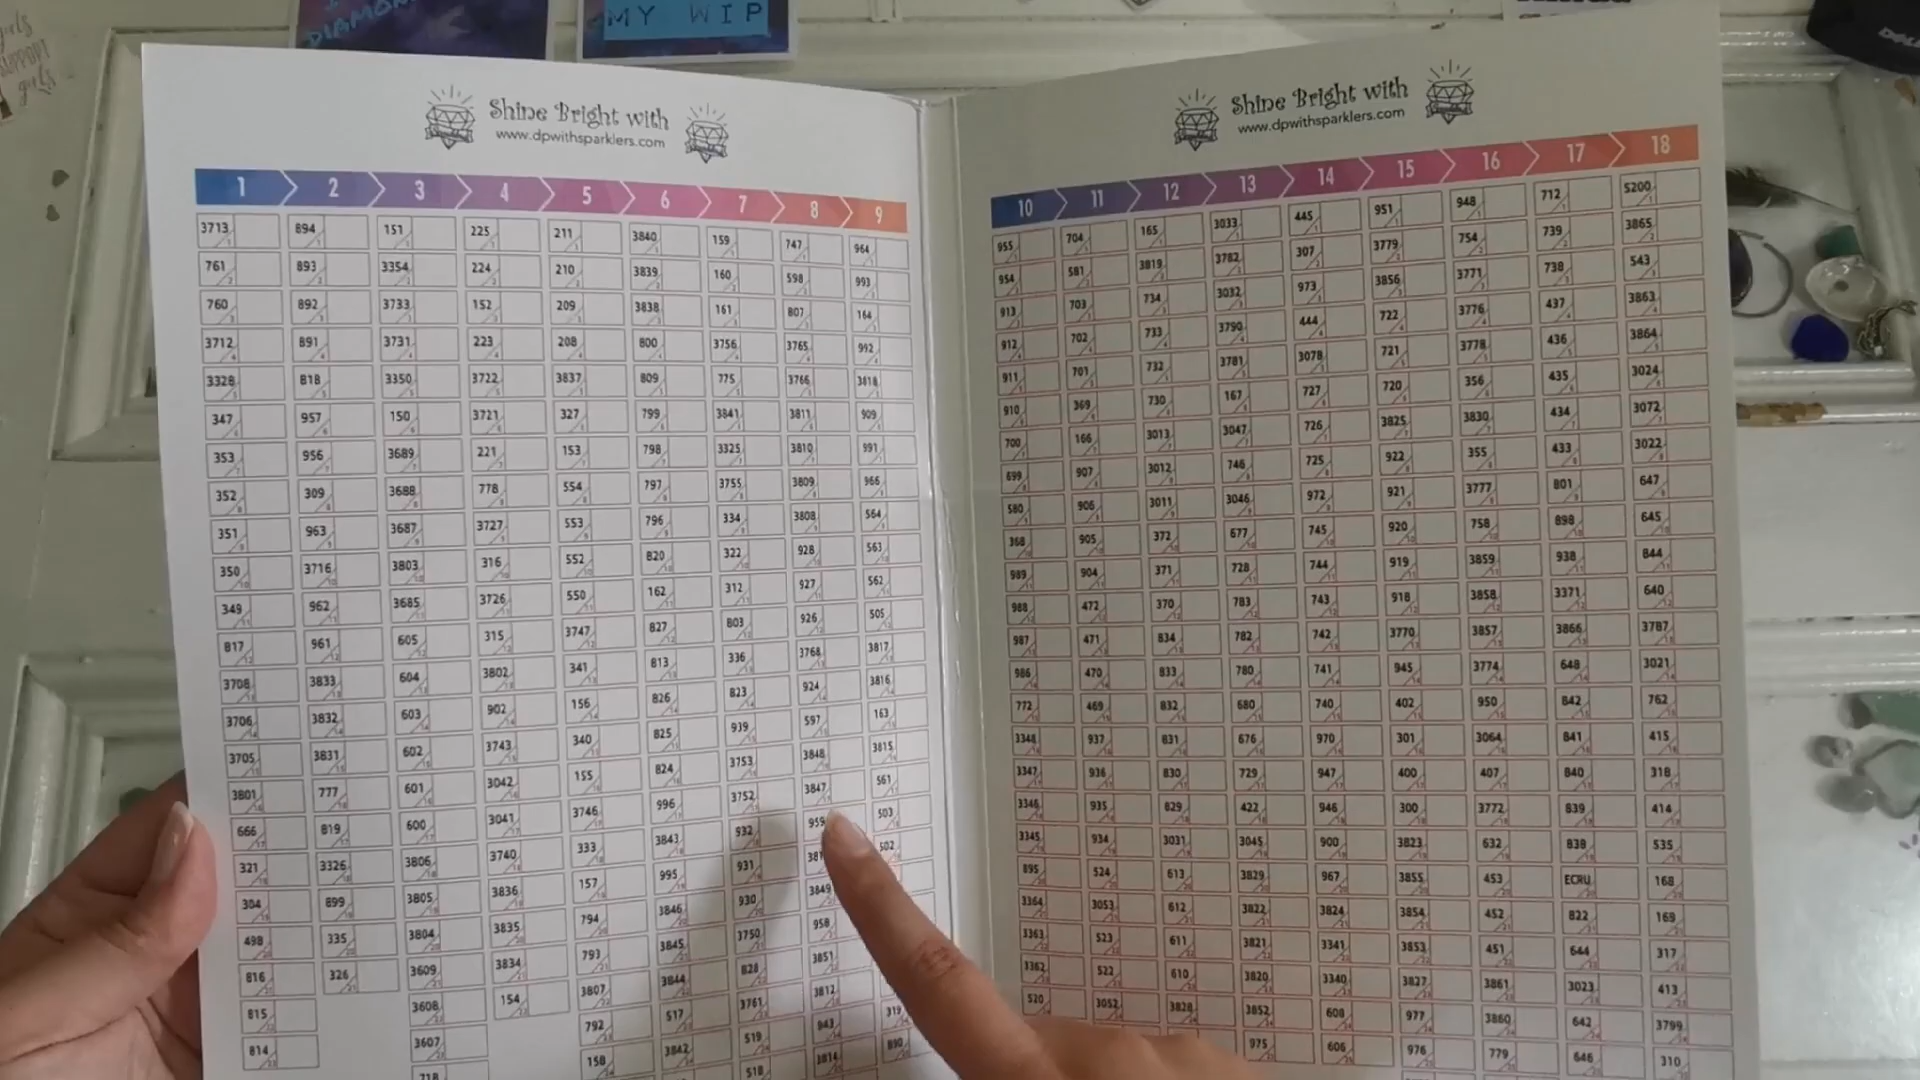 girls
SUPPORT
girls
DIAMON
MY WIP
Shine Bright with
www.dpwithsparklers.com
Shine Bright with
www.dpwithsparklers.com
1 2 3 4 5 6 7 8 9
3713 894 151 225 211 3840 159 747 964
761 893 3354 224 210 3839 160 598 993
760 892 3733 152 209 3838 161 807 164
3712 891 3731 223 208 800 3756 3765 992
3328 818 3350 3722 3837 809 775 3766 3818
347 957 150 3721 327 799 3841 3811 909
353 956 3689 221 153 798 3325 3810 991
352 309 3688 778 554 797 3755 3809 966
351 963 3687 3727 553 796 334 3808 564
350 3716 3803 316 552 820 322 928 563
349 962 3685 3726 550 162 312 927 562
817 961 605 315 3747 827 803 926 505
3708 3833 604 3802 341 813 336 3768 3817
3706 3832 603 902 156 826 823 924 3816
3705 3831 602 3743 340 825 939 597 163
3801 777 601 3042 155 824 3753 3848 3815
666 819 600 3041 3746 996 3752 3847 561
321 3326 3806 3740 333 3843 932 959 503
304 899 3805 3836 157 995 931 502
498 335 3804 3835 794 3846 930 3849
816 326 3609 3834 793 3845 3750 958
815 3608 154 3807 3844 828 3851
814 3607 792 517 3761 3812 319
718 158 3842 519 943 890
518 3814
10 11 12 13 14 15 16 17 18
955 704 165 3033 445 951 948 712 5200
954 581 3819 3782 307 3779 754 739 3865
913 703 734 3032 973 3856 3771 738 543
912 702 733 3790 444 722 3776 437 3863
911 701 732 3781 3078 721 3778 436 3864
910 369 730 167 727 720 356 435 3024
700 166 3013 3047 726 3825 3830 434 3072
699 907 3012 746 725 922 355 433 3022
580 906 3011 3046 972 921 3777 801 647
368 905 372 677 745 920 758 898 645
989 904 371 728 744 919 3859 938 844
988 472 370 783 743 918 3858 3371 640
987 471 834 782 742 3770 3857 3866 3787
986 470 833 780 741 945 3774 648 3021
772 469 832 680 740 402 950 842 762
3348 937 831 676 970 301 3064 841 415
3347 936 830 729 947 400 407 840 318
3346 935 829 422 946 300 3772 839 414
3345 934 3031 3045 900 3823 632 838 535
895 524 613 3829 967 3855 453 ECRU 168
3364 3053 612 3822 3824 3854 452 822 169
3363 523 611 3821 3341 3853 451 644 317
3362 522 610 3820 3340 3827 3861 3023 413
520 3052 3828 3852 608 977 3860 642 3799
975 606 976 779 646 310